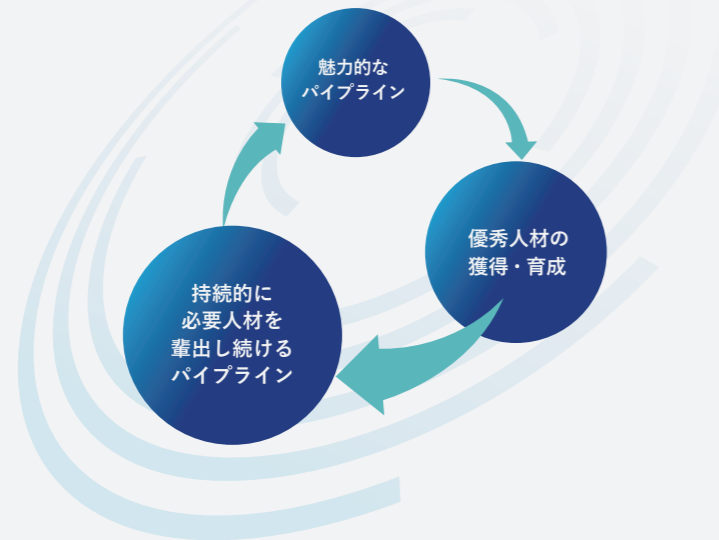 魅力的な
パイプライン
優秀人材の
獲得・育成
持続的に
必要人材を
輩出し続ける
パイプライン